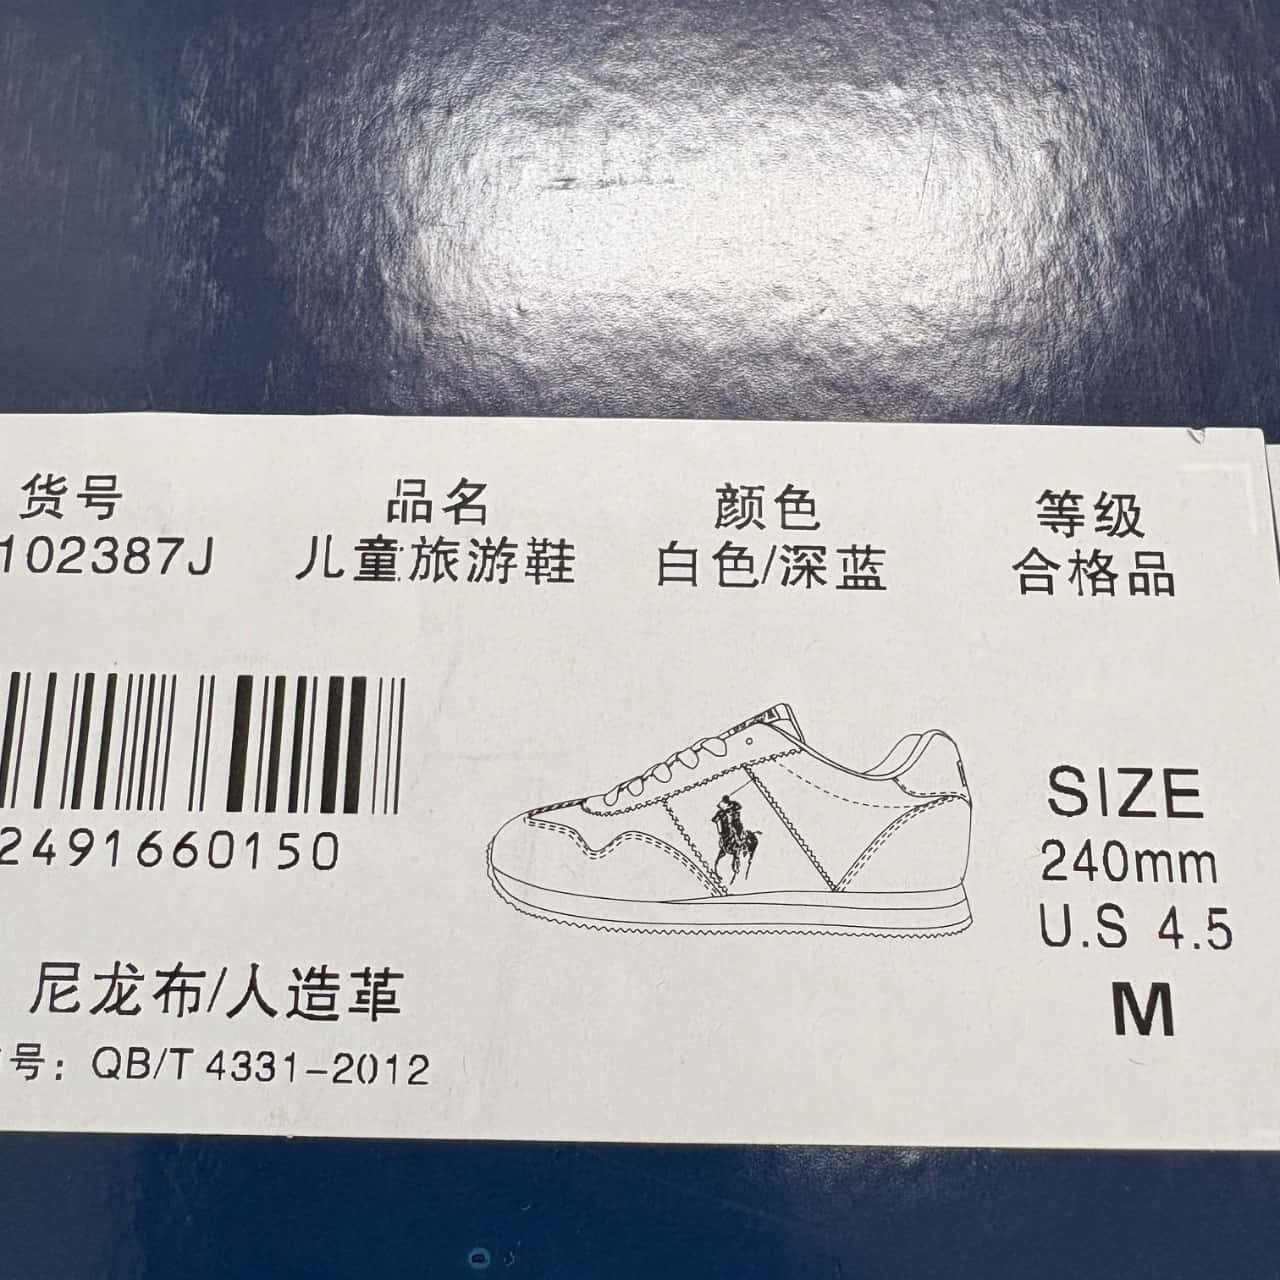 货号 品名 颜色 等级
102387J 儿童旅游鞋 白色/深蓝 合格品
2491660150
SIZE
240mm
U.S 4.5
M
尼龙布/人造革
号: QB/T 4331-2012